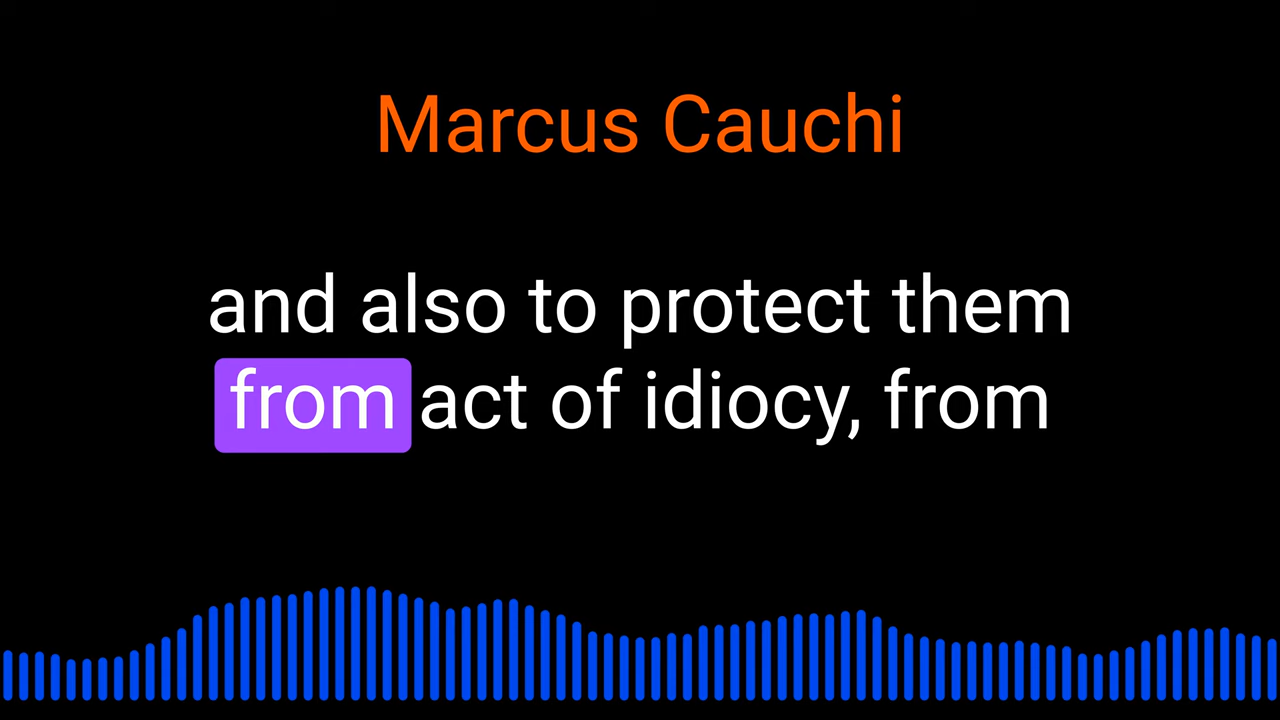 Marcus Cauchi
and also to protect them
from act of idiocy, from